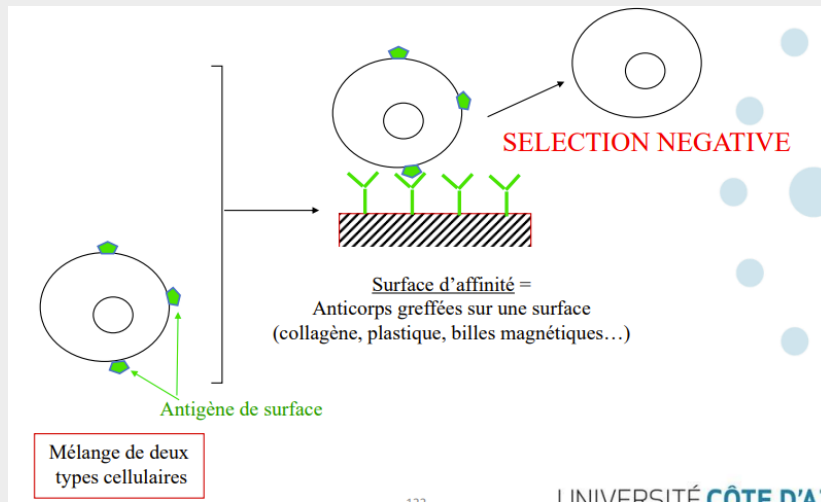 SELECTION NEGATIVE
Surface d'affinité =
Anticorps greffées sur une surface
(collagène, plastique, billes magnétiques…)
Antigène de surface
Mélange de deux
types cellulaires
UNIVERSITÉ CÔTE D'A